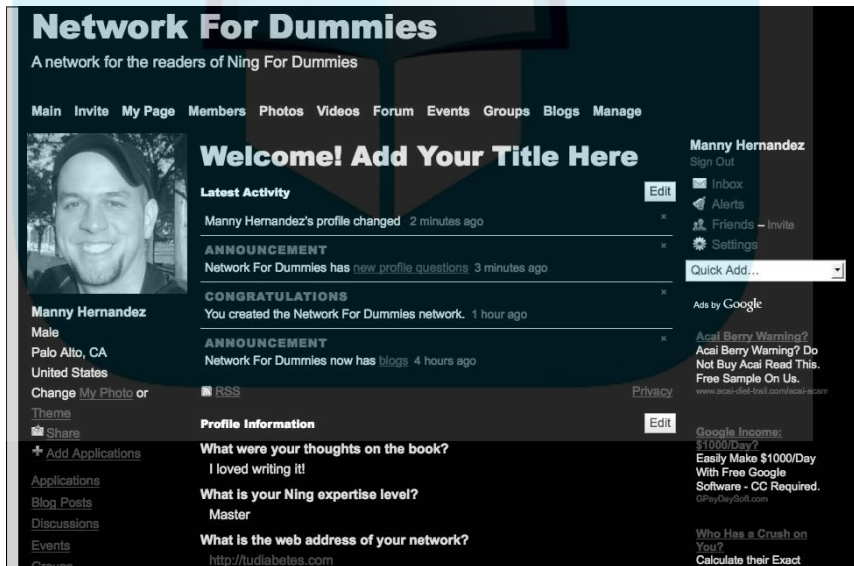 Network For Dummies
A network for the readers of Ning For Dummies
Main Invite My Page Members Photos Videos Forum Events Groups Blogs Manage
Manny Hernandez
Male
Palo Alto, CA
United States
Change My Photo or
Theme
Share
Add Applications
Applications
Blog Posts
Discussions
Events
Groups
Welcome! Add Your Title Here
Latest Activity Edit
Manny Hernandez's profile changed 2 minutes ago ×
ANNOUNCEMENT ×
Network For Dummies has new profile questions 3 minutes ago
CONGRATULATIONS ×
You created the Network For Dummies network. 1 hour ago
ANNOUNCEMENT ×
Network For Dummies now has blogs 4 hours ago
RSS Privacy
Profile Information Edit
What were your thoughts on the book?
I loved writing it!
What is your Ning expertise level?
Master
What is the web address of your network?
http://tudiabetes.com
Manny Hernandez
Sign Out
Inbox
Alerts
Friends – Invite
Settings
Quick Add...
Ads by Google
Acai Berry Warning?
Acai Berry Warning? Do
Not Buy Acai Read This.
Free Sample On Us.
www.acai-diet-trail.com/acai-scam
Google Income:
$1000/Day?
Easily Make $1000/Day
With Free Google
Software - CC Required.
GPayDaySoft.com
Who Has a Crush on
You?
Calculate their Exact